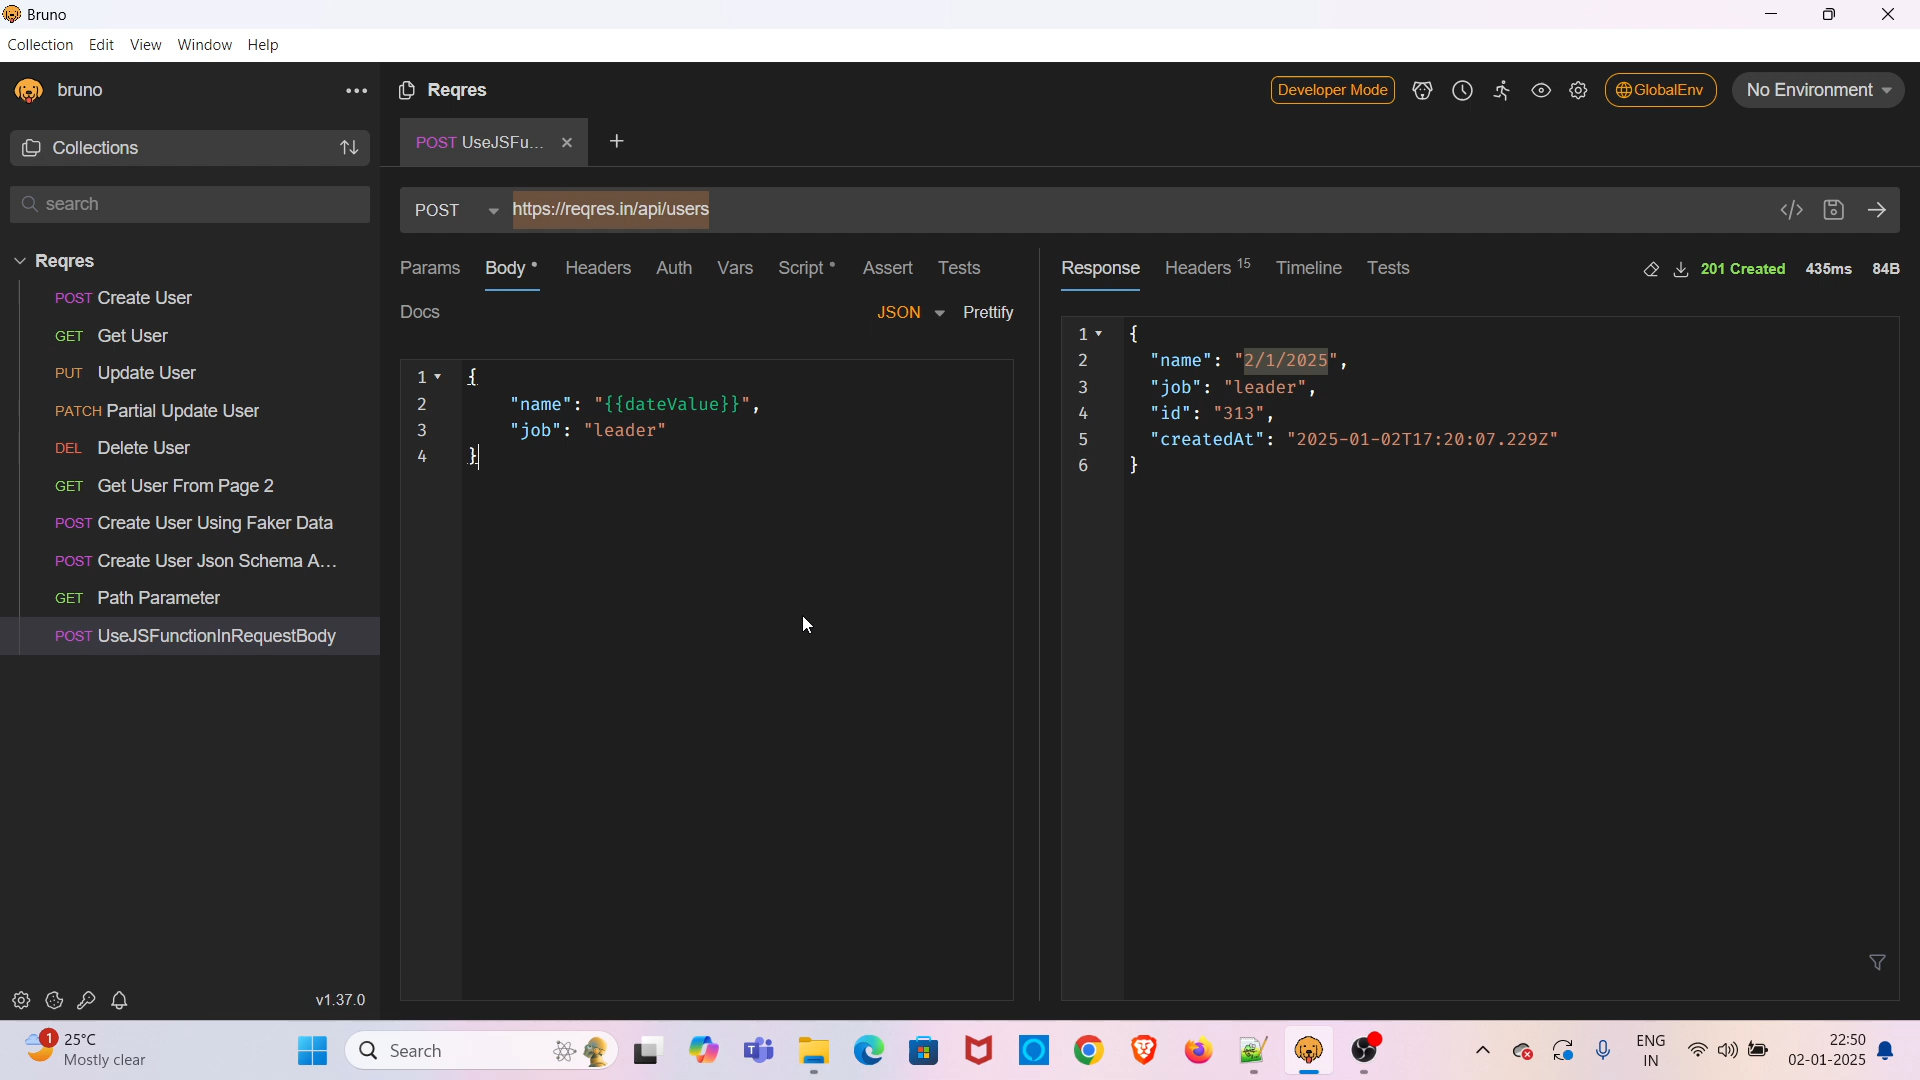 Bruno
Collection Edit View Window Help
bruno
Reqres
Developer Mode
GlobalEnv
No Environment
Collections
POST UseJSFu...
search
POST
https://reqres.in/api/users
Reqres
POST Create User
GET Get User
PUT Update User
PATCH Partial Update User
DEL Delete User
GET Get User From Page 2
POST Create User Using Faker Data
POST Create User Json Schema A...
GET Path Parameter
POST UseJSFunctionInRequestBody
Params Body Headers Auth Vars Script Assert Tests
Docs
JSON
Prettify
1 {
2 "name": "{{dateValue}}",
3 "job": "leader"
4 }
Response Headers 15 Timeline Tests
201 Created 435ms 84B
1 {
2 "name": "2/1/2025",
3 "job": "leader",
4 "id": "313",
5 "createdAt": "2025-01-02T17:20:07.229Z"
6 }
v1.37.0
1
25°C
Mostly clear
Search
ENG
IN
22:50
02-01-2025